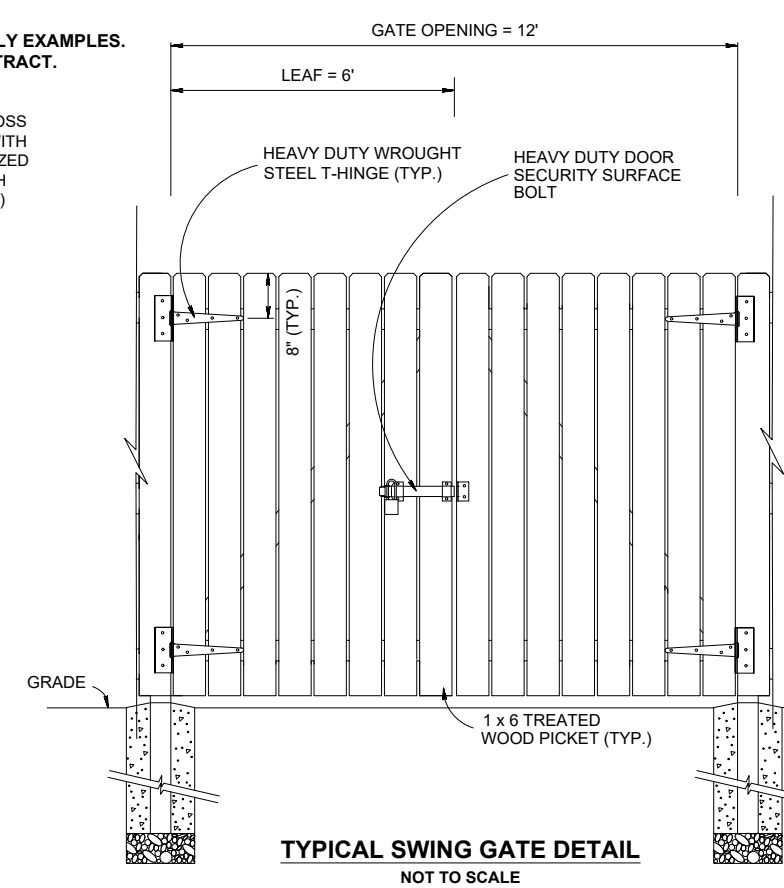 LY EXAMPLES.
TRACT.
OSS
WITH
ZED
H
)
GATE OPENING = 12'
LEAF = 6'
HEAVY DUTY WROUGHT
STEEL T-HINGE (TYP.)
HEAVY DUTY DOOR
SECURITY SURFACE
BOLT
8" (TYP.)
GRADE
1 x 6 TREATED
WOOD PICKET (TYP.)
TYPICAL SWING GATE DETAIL
NOT TO SCALE